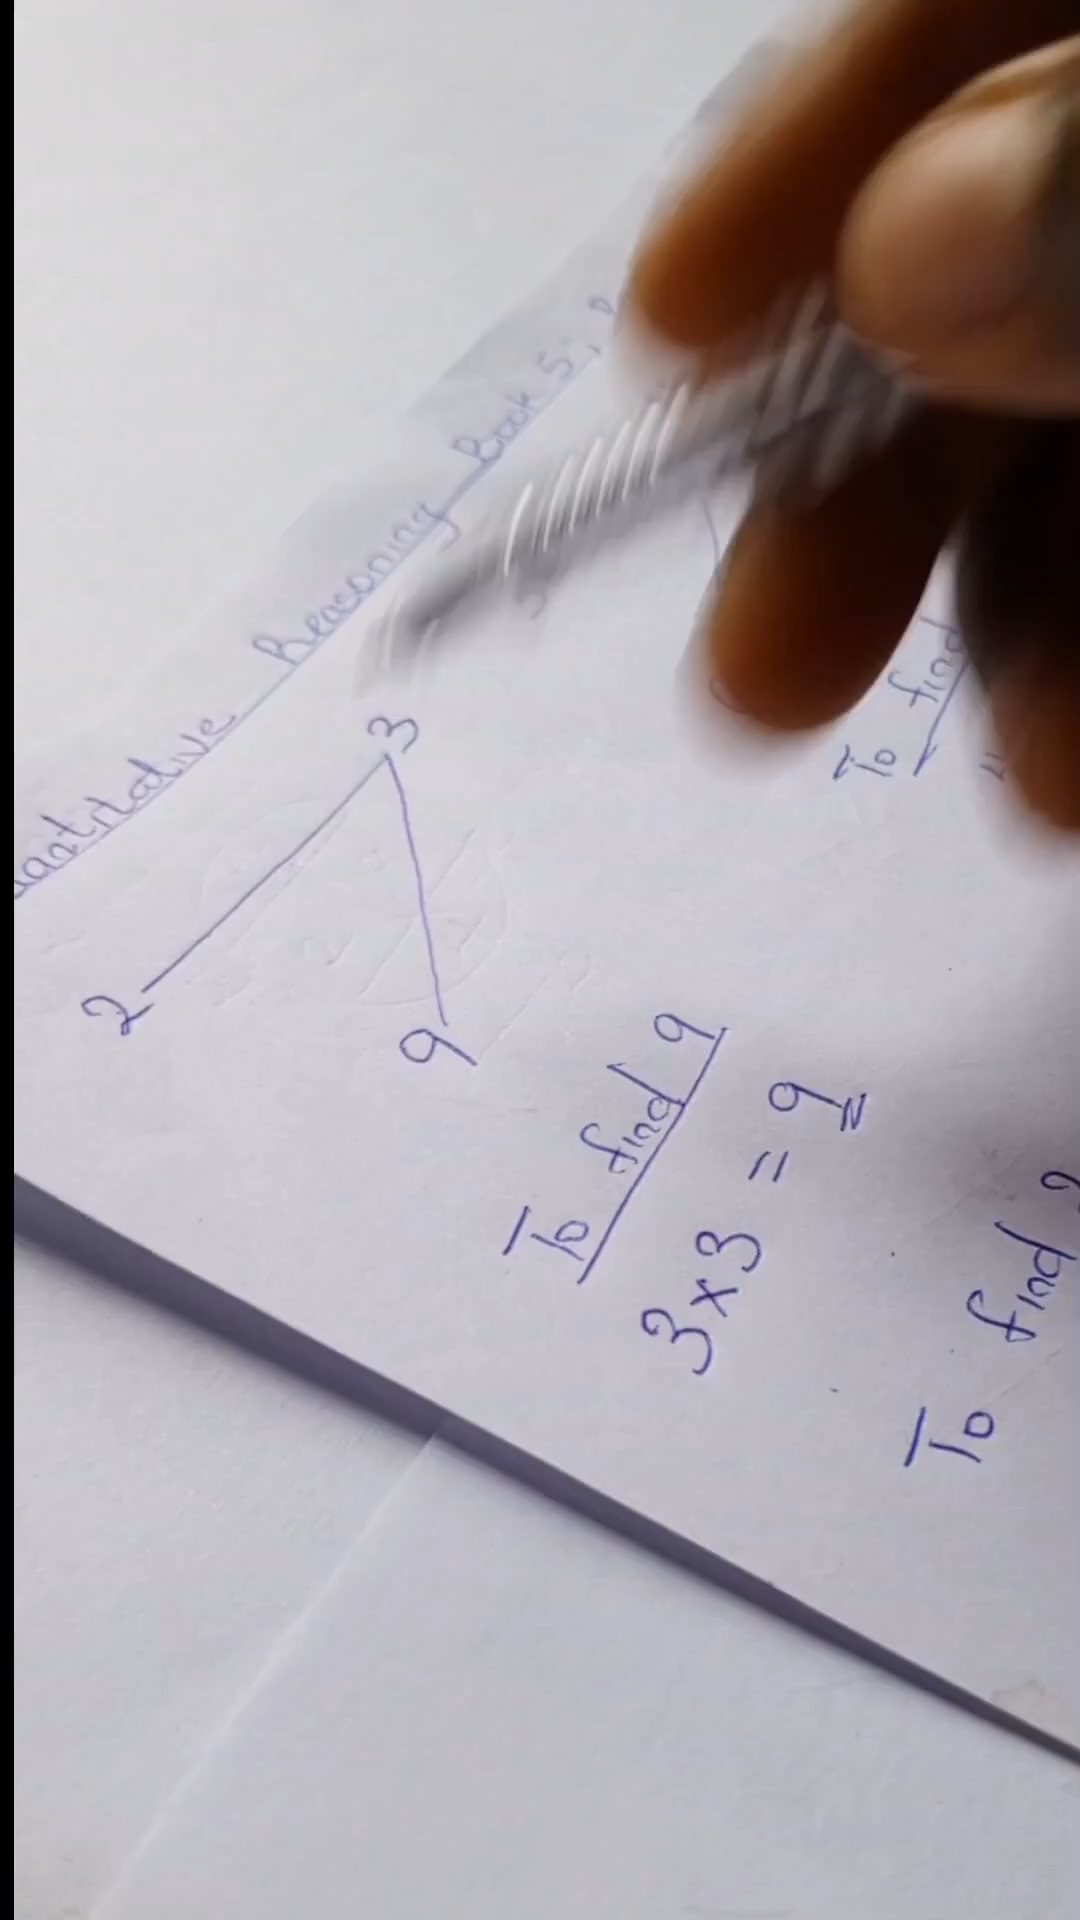 Reasoning Book 5,
3
2
9
To find 9
3 x 3 = 9
To find
To find